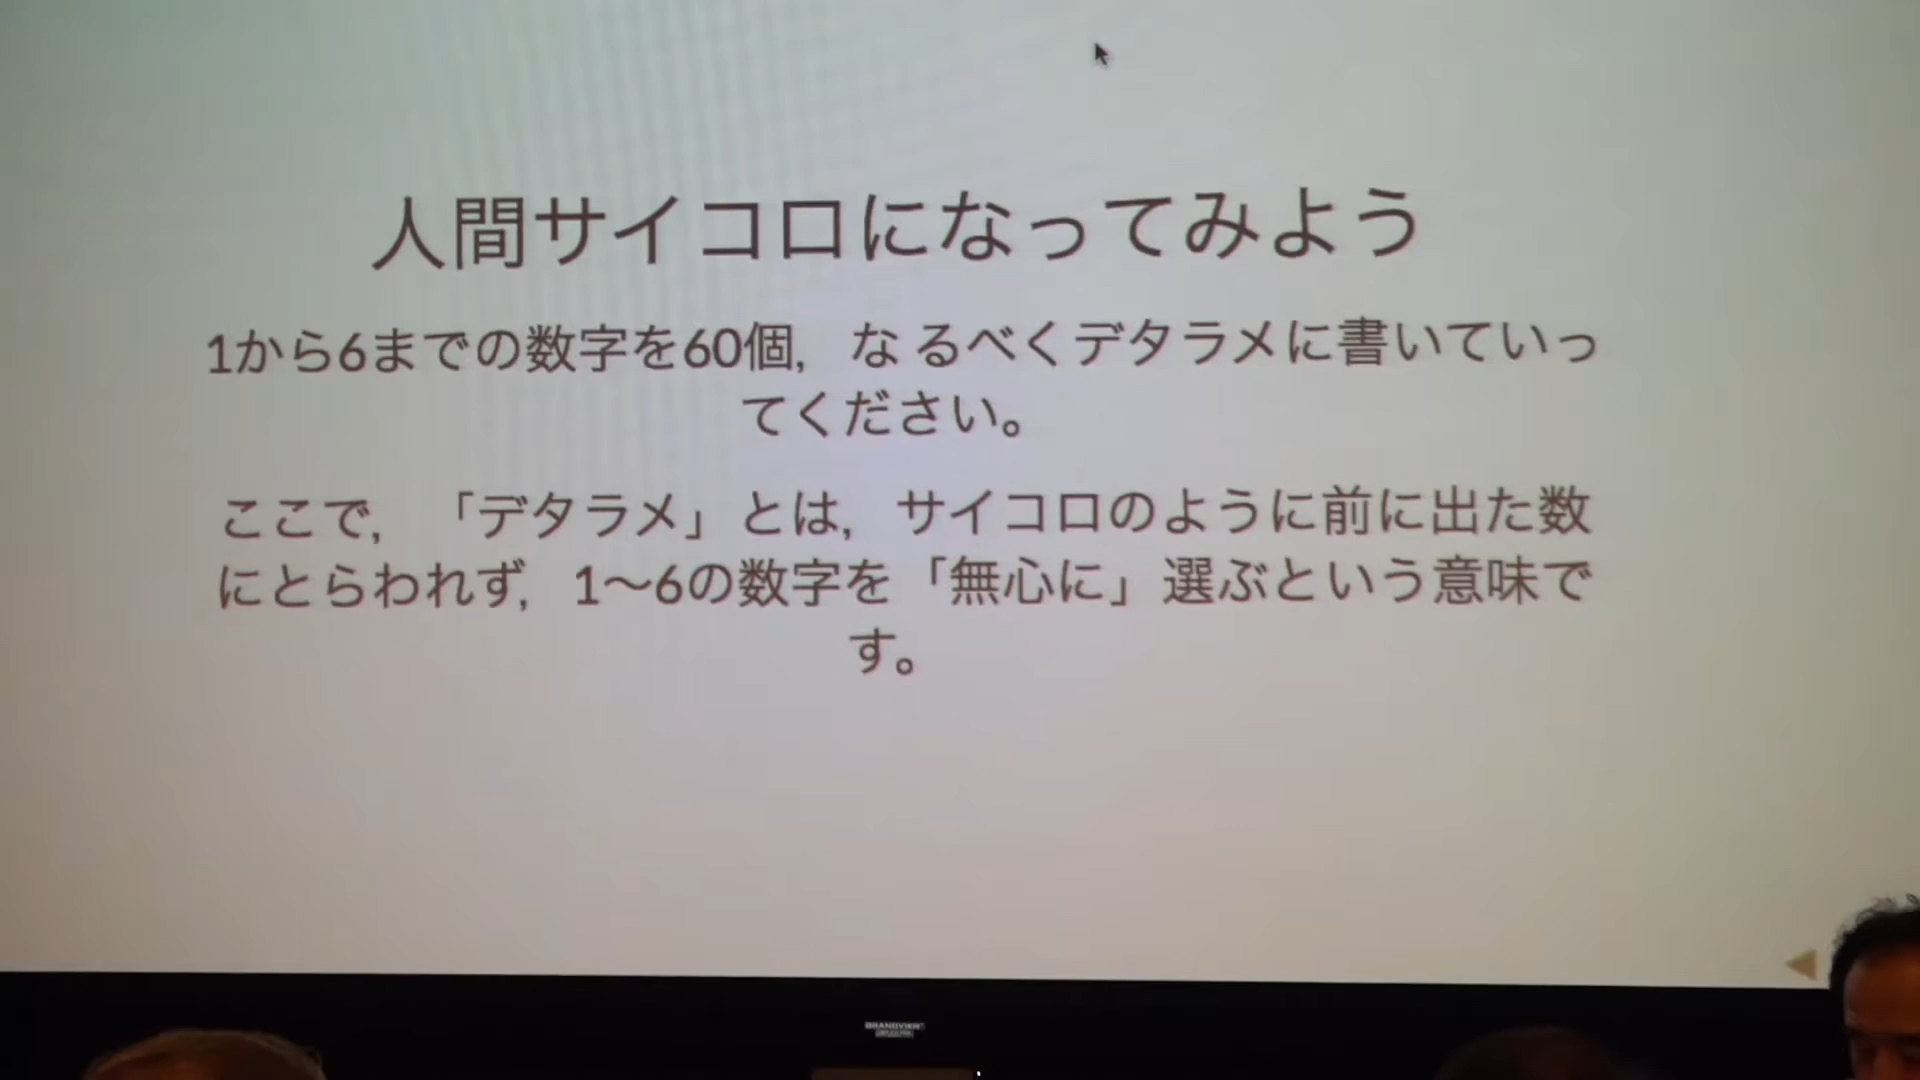 人間サイコロになってみよう
1から6までの数字を60個，なるべくデタラメに書いていっ
てください。
ここで，「デタラメ」とは，サイコロのように前に出た数
にとらわれず，1～6の数字を「無心に」選ぶという意味で
す。
GRANDVIEW